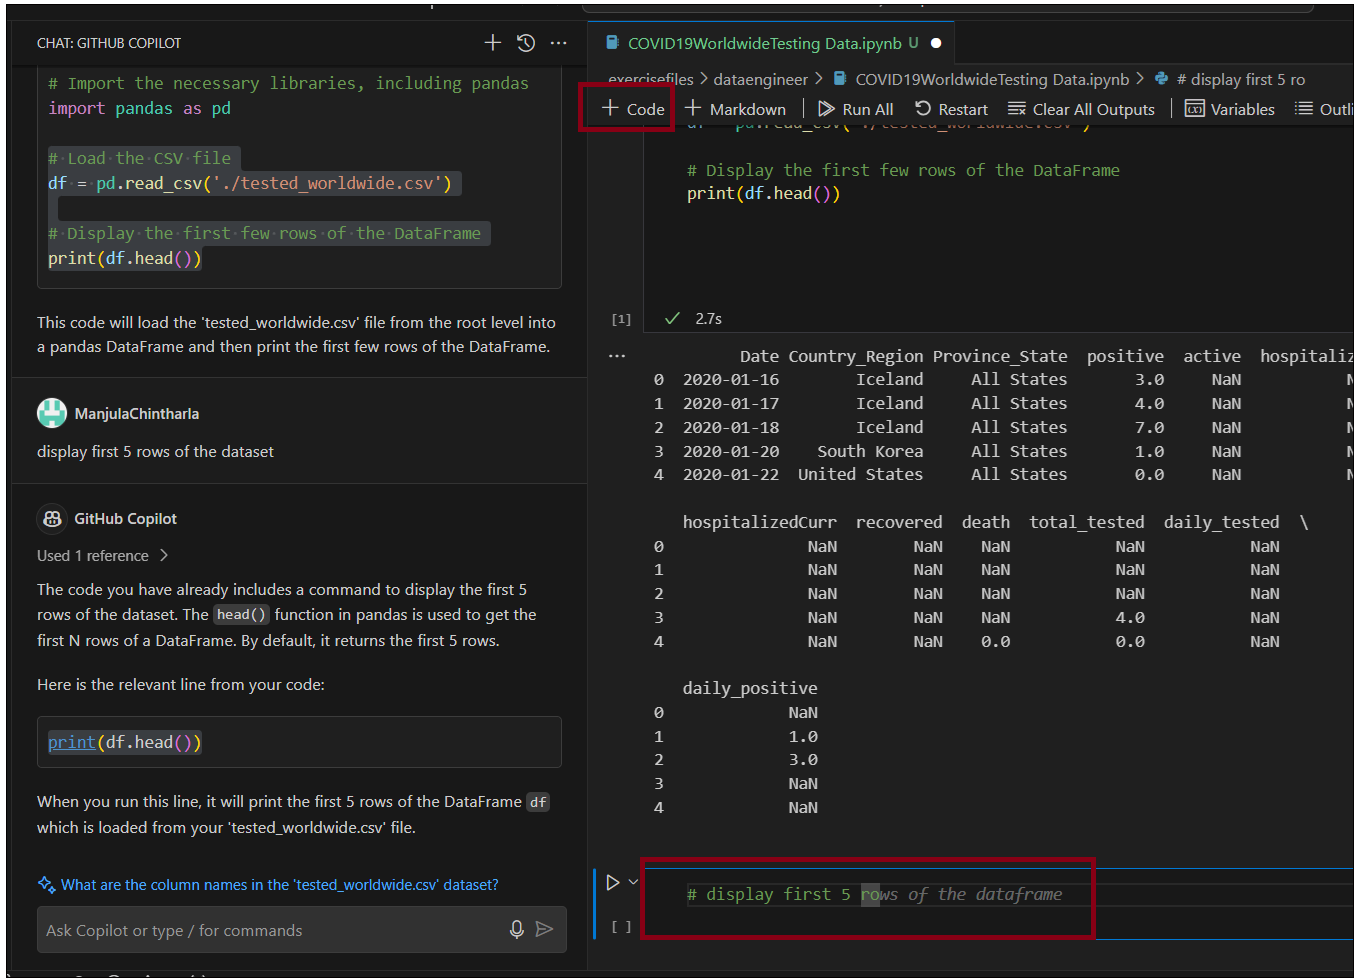 CHAT: GITHUB COPILOT
# Import the necessary libraries, including pandas
import pandas as pd
# Load the CSV file
df = pd.read_csv('./tested_worldwide.csv')
# Display the first few rows of the DataFrame
print(df.head())
This code will load the 'tested_worldwide.csv' file from the root level into
a pandas DataFrame and then print the first few rows of the DataFrame.
ManjulaChintharla
display first 5 rows of the dataset
GitHub Copilot
Used 1 reference
The code you have already includes a command to display the first 5
rows of the dataset. The head() function in pandas is used to get the
first N rows of a DataFrame. By default, it returns the first 5 rows.
Here is the relevant line from your code:
print(df.head())
When you run this line, it will print the first 5 rows of the DataFrame df
which is loaded from your 'tested_worldwide.csv' file.
What are the column names in the 'tested_worldwide.csv' dataset?
Ask Copilot or type / for commands
COVID19WorldwideTesting Data.ipynb U
exercisefiles > dataengineer > COVID19WorldwideTesting Data.ipynb > # display first 5 ro
+ Code + Markdown | Run All Restart Clear All Outputs | Variables Outli
df = pd.read_csv('./tested_worldwide.csv')
# Display the first few rows of the DataFrame
print(df.head())
[1] 2.7s
Date Country_Region Province_State positive active hospitaliz
0 2020-01-16 Iceland All States 3.0 NaN N
1 2020-01-17 Iceland All States 4.0 NaN N
2 2020-01-18 Iceland All States 7.0 NaN N
3 2020-01-20 South Korea All States 1.0 NaN N
4 2020-01-22 United States All States 0.0 NaN N
hospitalizedCurr recovered death total_tested daily_tested \
0 NaN NaN NaN NaN NaN
1 NaN NaN NaN NaN NaN
2 NaN NaN NaN NaN NaN
3 NaN NaN NaN 4.0 NaN
4 NaN NaN 0.0 0.0 NaN
daily_positive
0 NaN
1 1.0
2 3.0
3 NaN
4 NaN
# display first 5 rows of the dataframe
[ ]